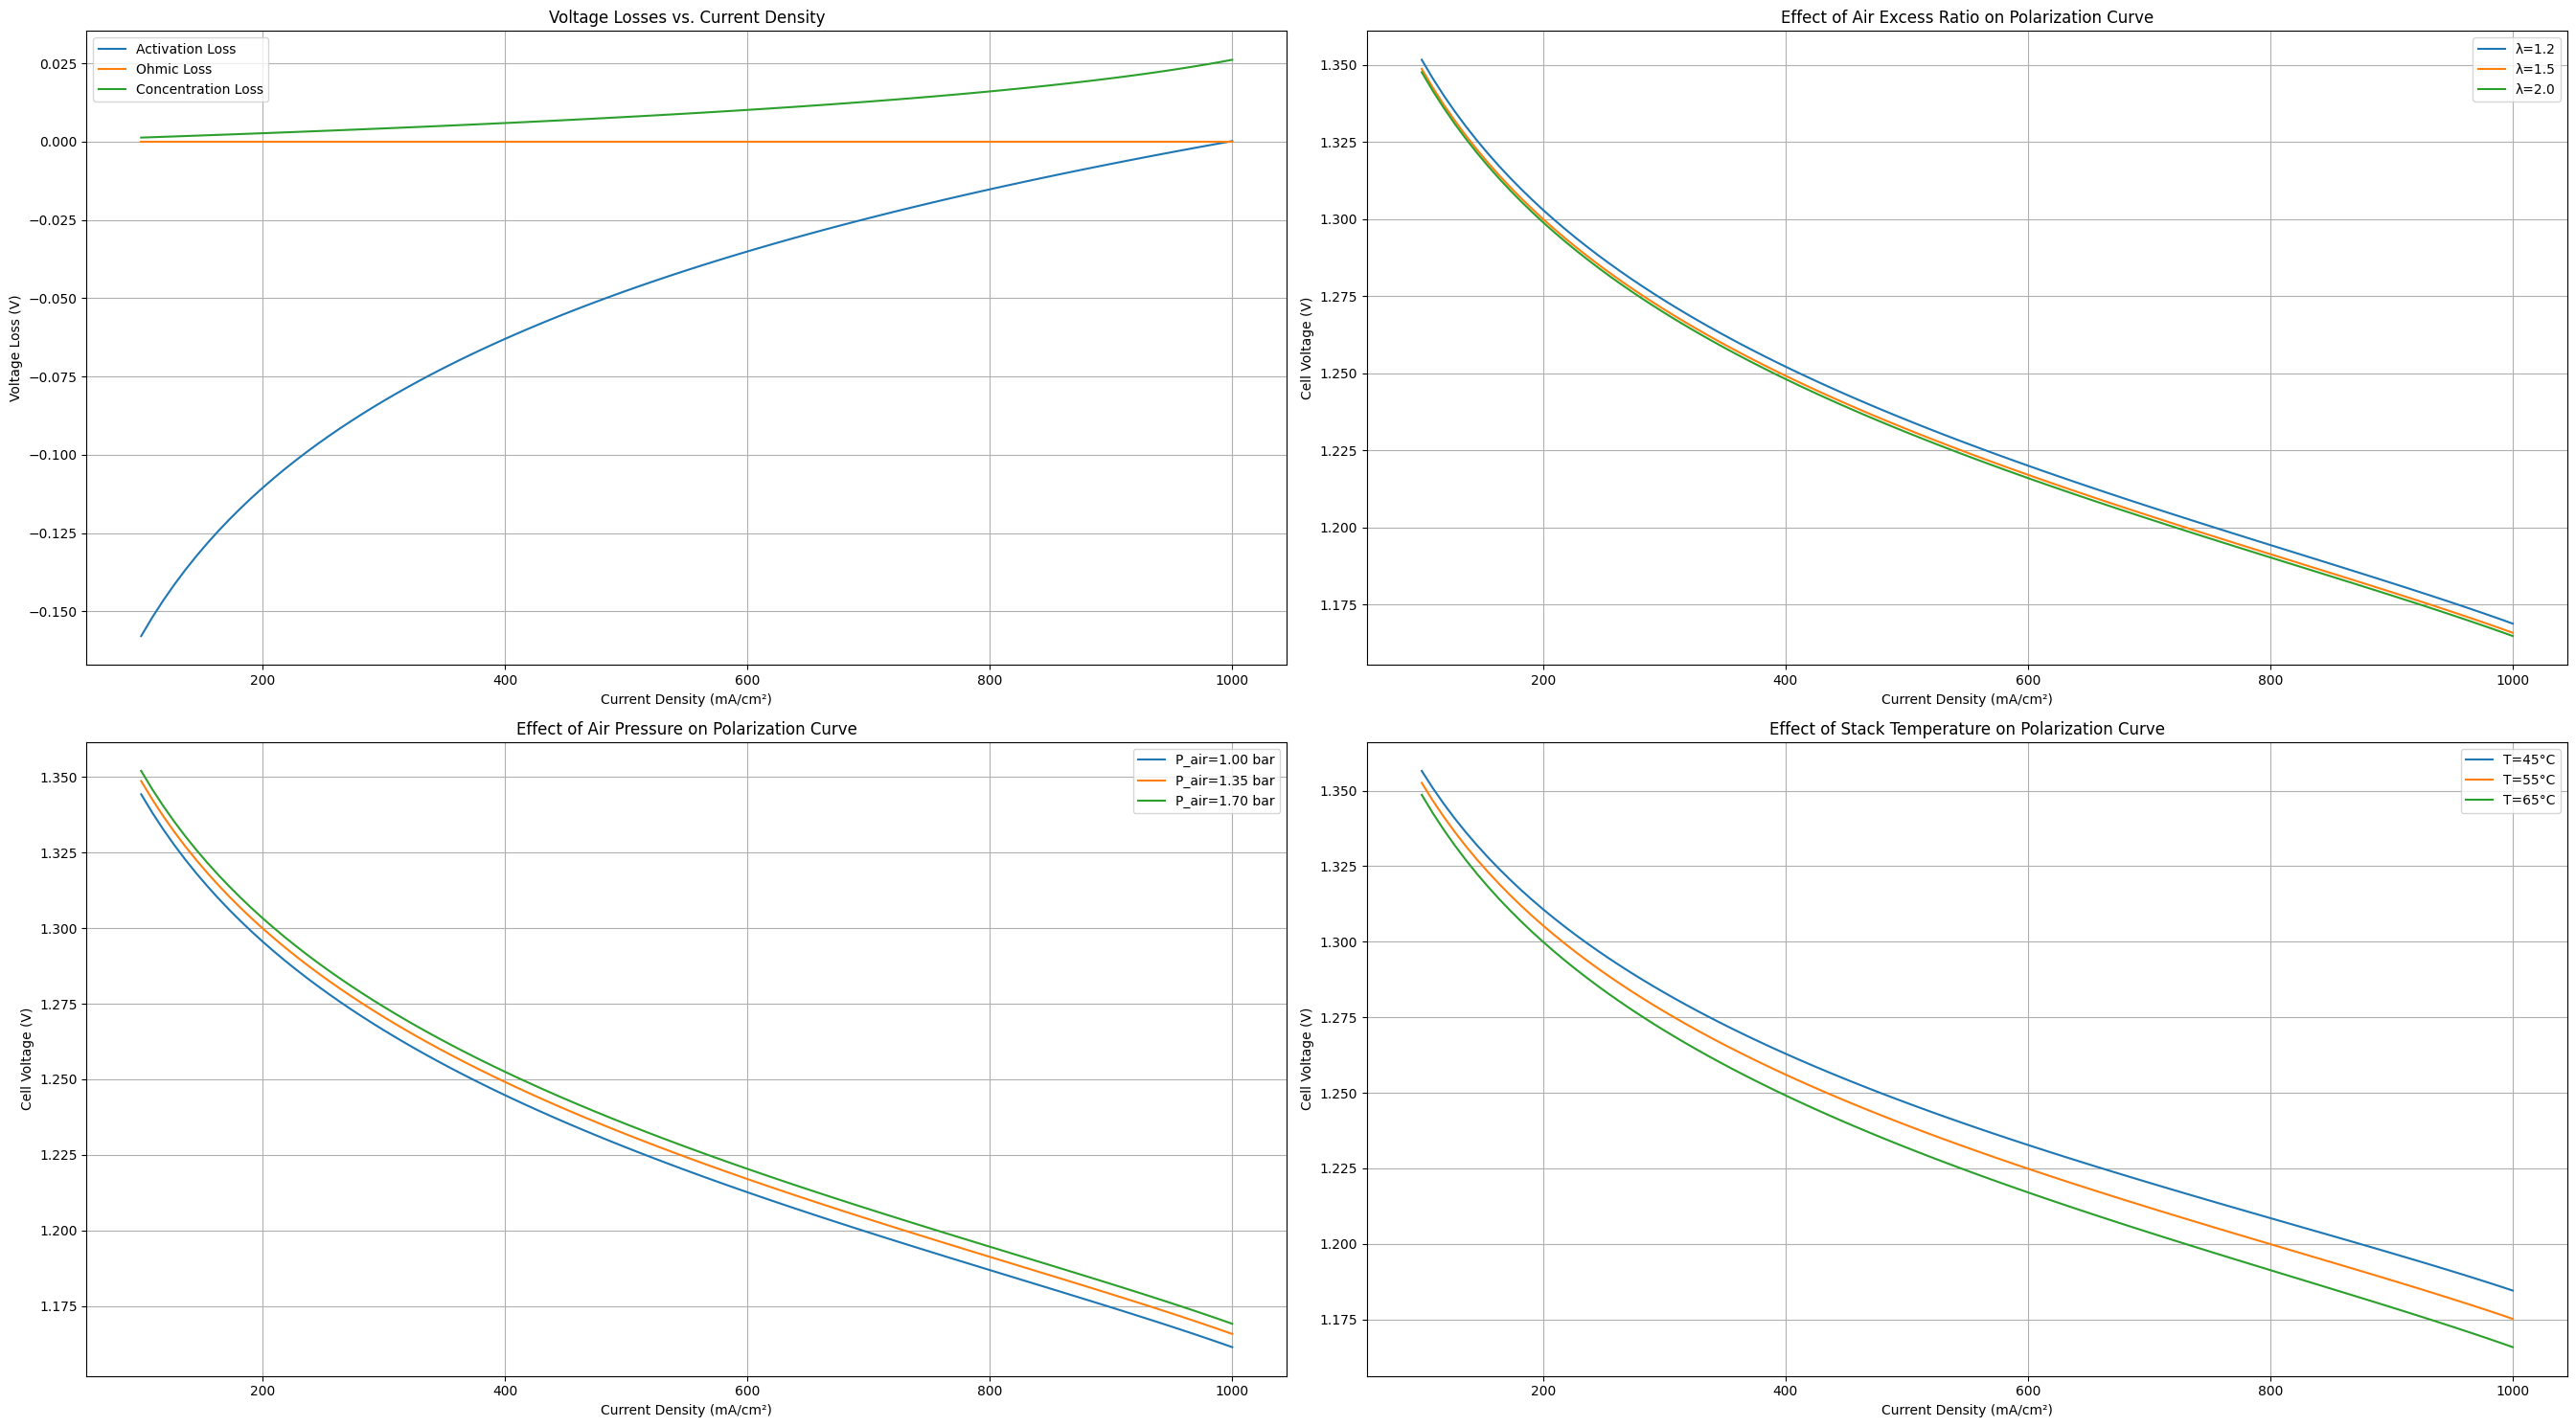 Voltage Losses vs. Current Density
Activation Loss
Ohmic Loss
Concentration Loss
0.025
0.000
−0.025
−0.050
−0.075
−0.100
−0.125
−0.150
Voltage Loss (V)
200 400 600 800 1000
Current Density (mA/cm²)
Effect of Air Excess Ratio on Polarization Curve
λ=1.2
λ=1.5
λ=2.0
1.350
1.325
1.300
1.275
1.250
1.225
1.200
1.175
Cell Voltage (V)
200 400 600 800 1000
Current Density (mA/cm²)
Effect of Air Pressure on Polarization Curve
P_air=1.00 bar
P_air=1.35 bar
P_air=1.70 bar
1.350
1.325
1.300
1.275
1.250
1.225
1.200
1.175
Cell Voltage (V)
200 400 600 800 1000
Current Density (mA/cm²)
Effect of Stack Temperature on Polarization Curve
T=45°C
T=55°C
T=65°C
1.350
1.325
1.300
1.275
1.250
1.225
1.200
1.175
Cell Voltage (V)
200 400 600 800 1000
Current Density (mA/cm²)